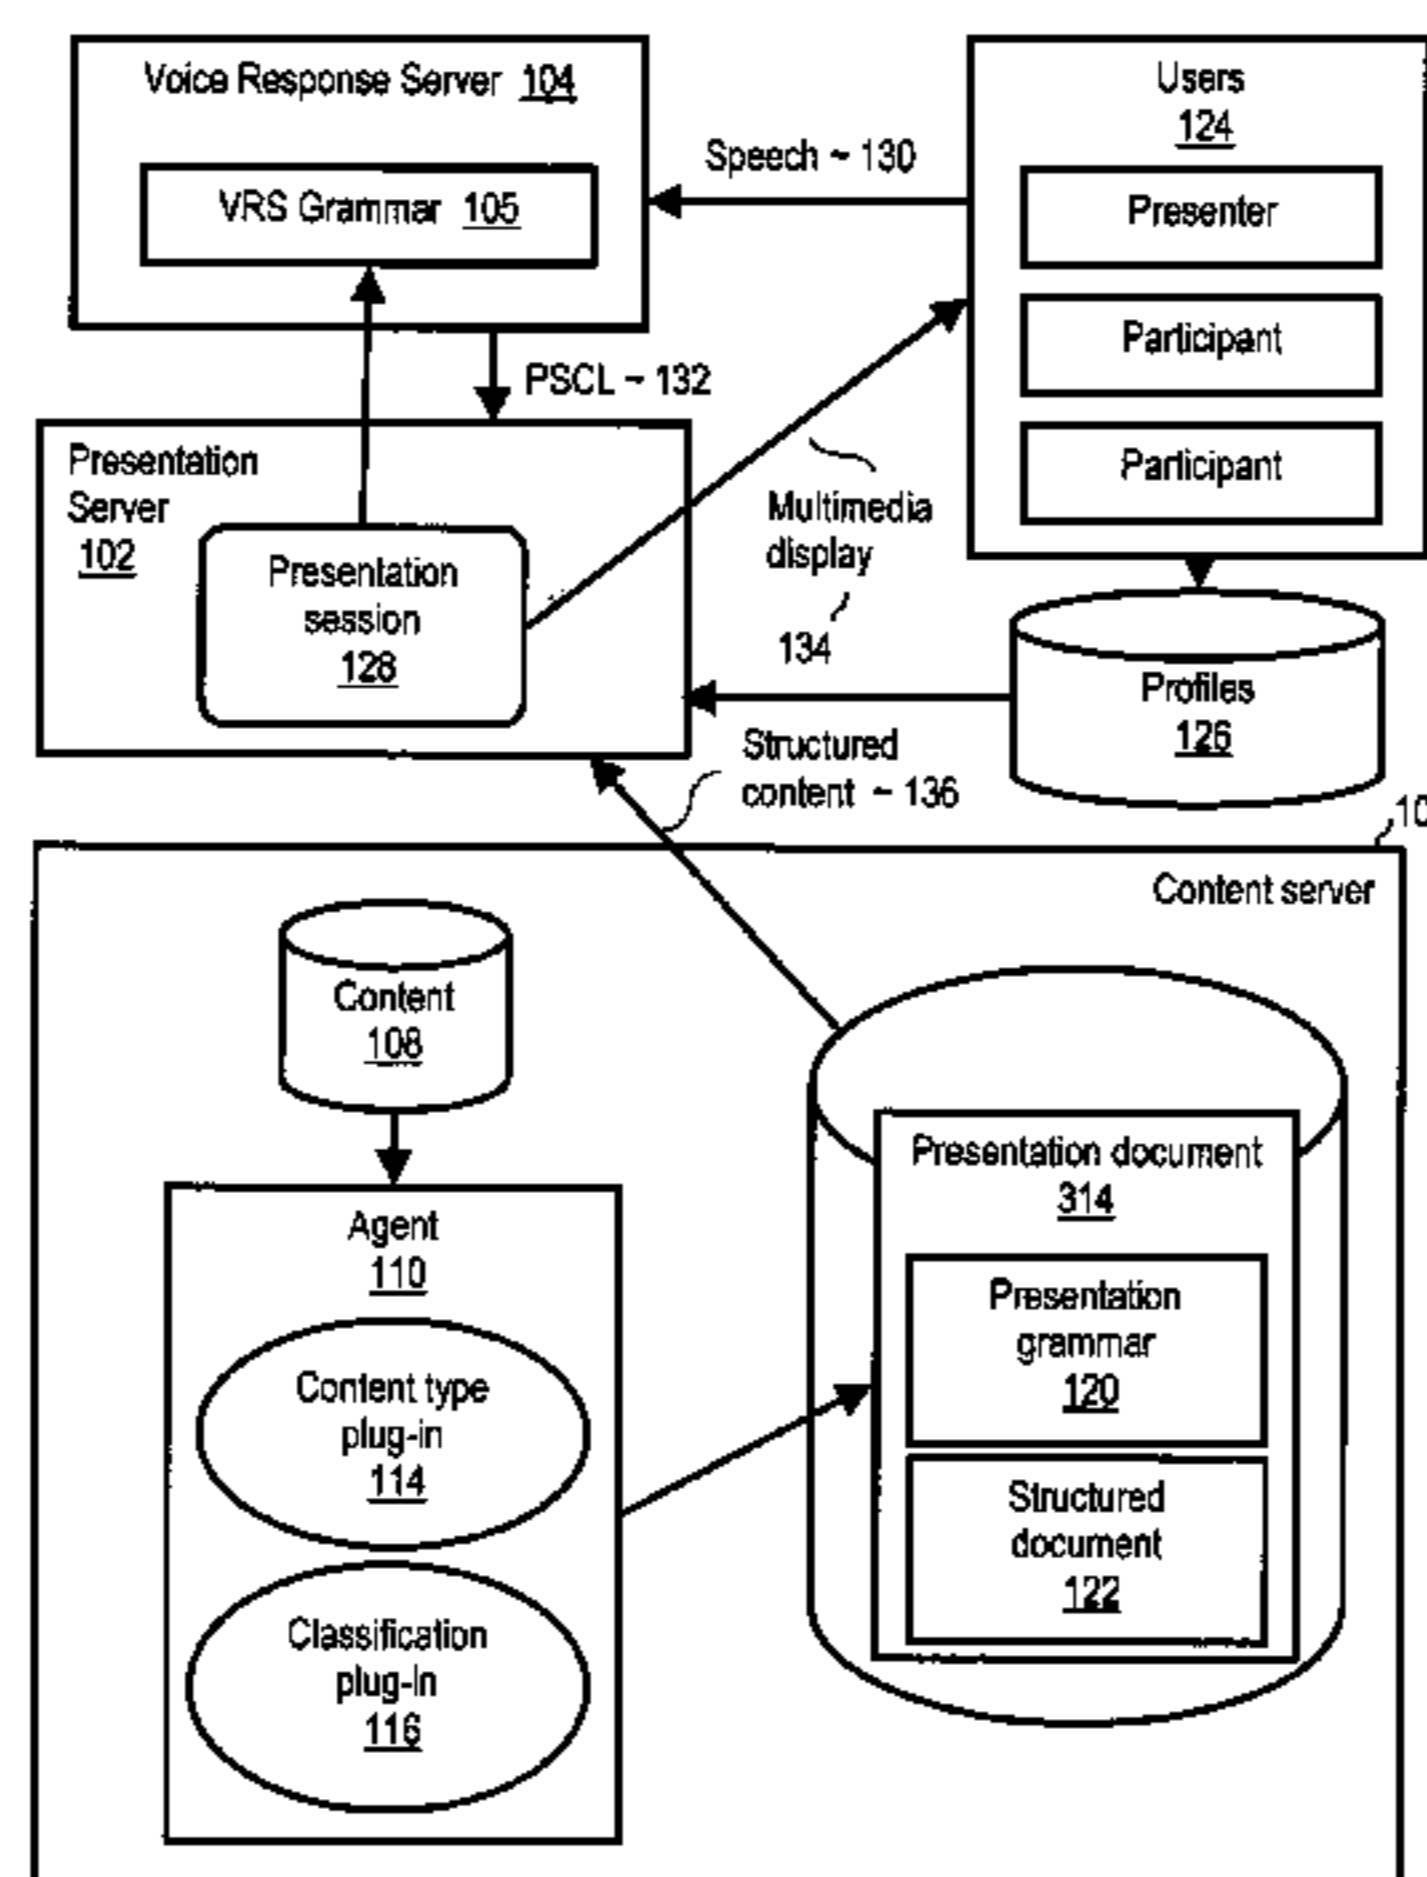 Voice Response Server 104
VRS Grammar 105
Users
124
Presenter
Participant
Participant
Speech ~ 130
PSCL ~ 132
Presentation
Server
102
Presentation
session
128
Multimedia
display
134
Profiles
126
Structured
content ~ 136
Content server
Content
108
Agent
110
Content type
plug-in
114
Classification
plug-in
116
Presentation document
314
Presentation
grammar
120
Structured
document
122